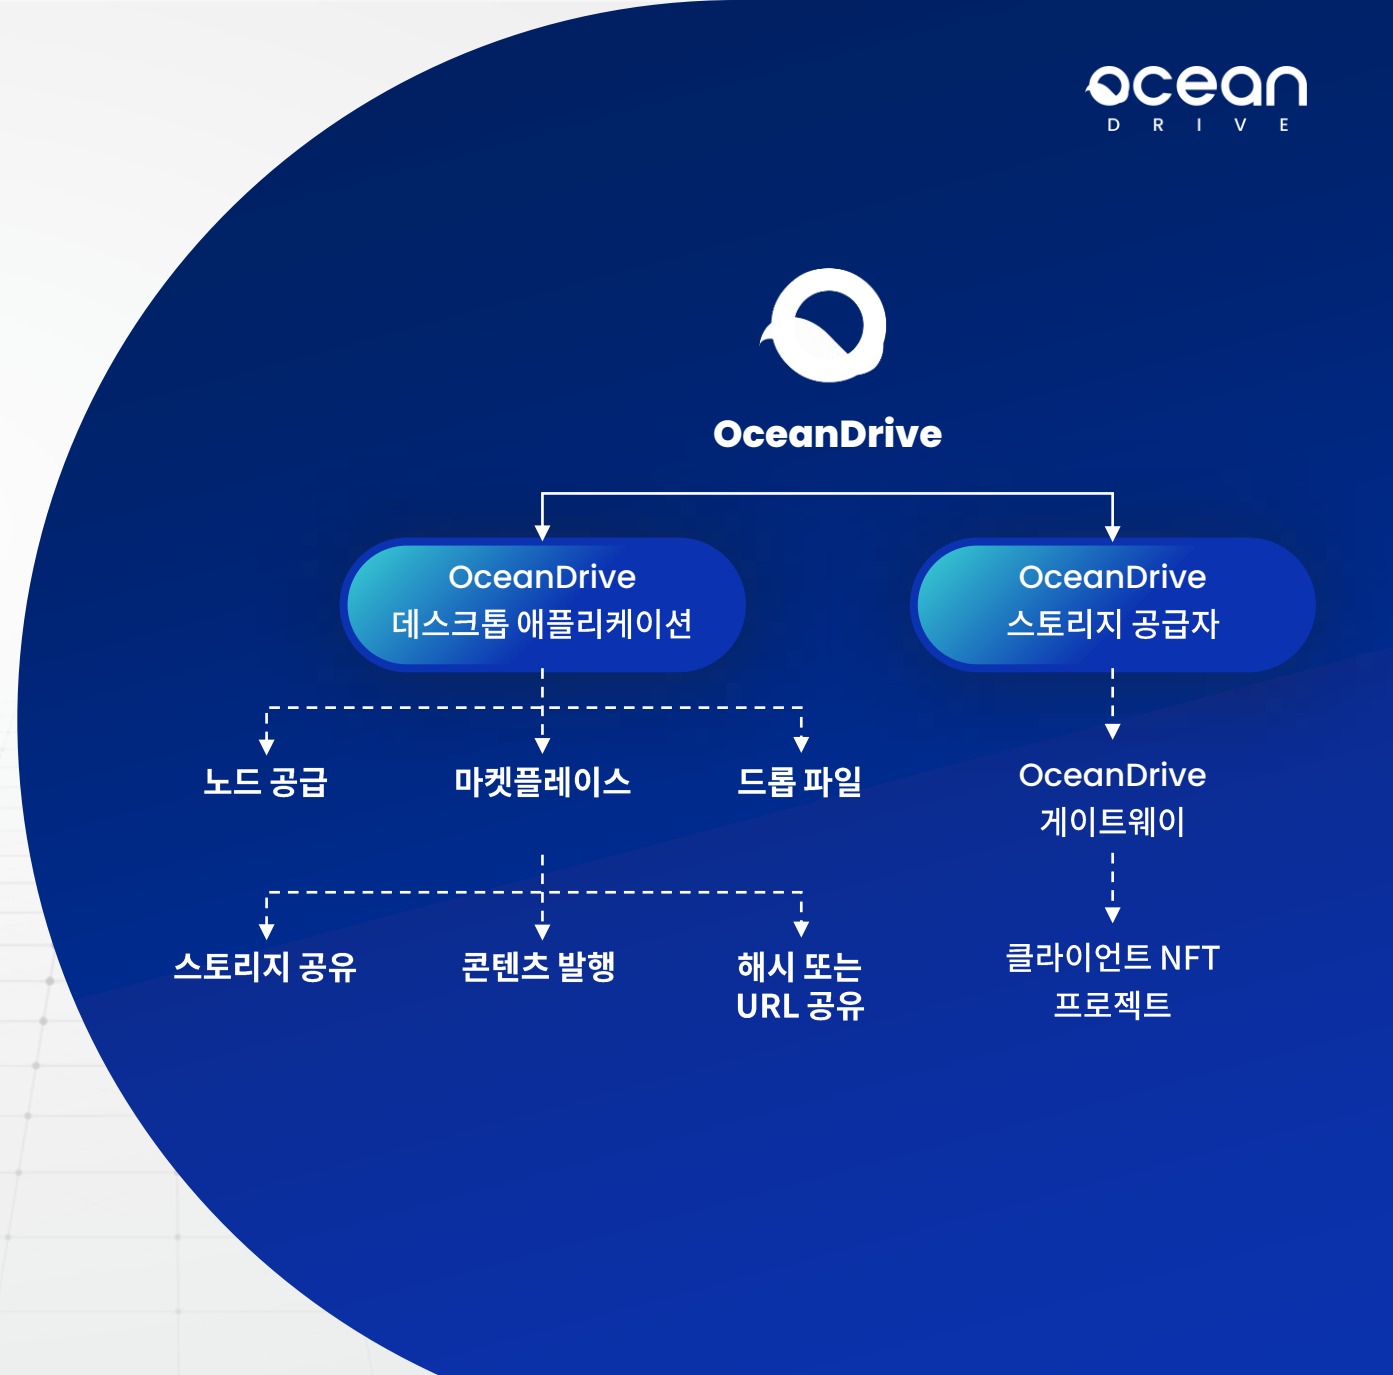 ocean
DRIVE
OceanDrive
OceanDrive
데스크톱 애플리케이션
OceanDrive
스토리지 공급자
노드 공급
마켓플레이스
드롭 파일
OceanDrive
게이트웨이
스토리지 공유
콘텐츠 발행
해시 또는
URL 공유
클라이언트 NFT
프로젝트